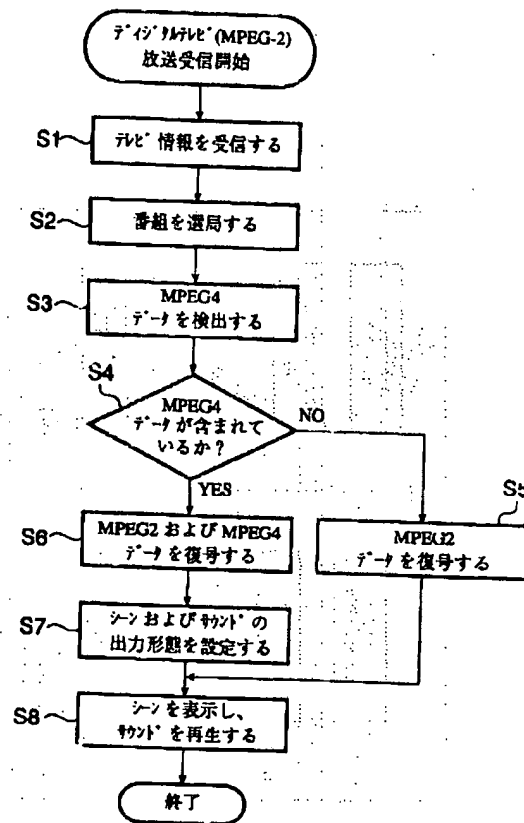 ディジタルテレビ(MPEG-2)
放送受信開始
S1
テレビ情報を受信する
S2
番組を選局する
S3
MPEG4
データを検出する
S4
MPEG4
データが含まれて
いるか?
NO
YES
S5
MPEG2
データを復号する
S6
MPEG2およびMPEG4
データを復号する
S7
シーンおよびサウンドの
出力形態を設定する
S8
シーンを表示し、
サウンドを再生する
終了